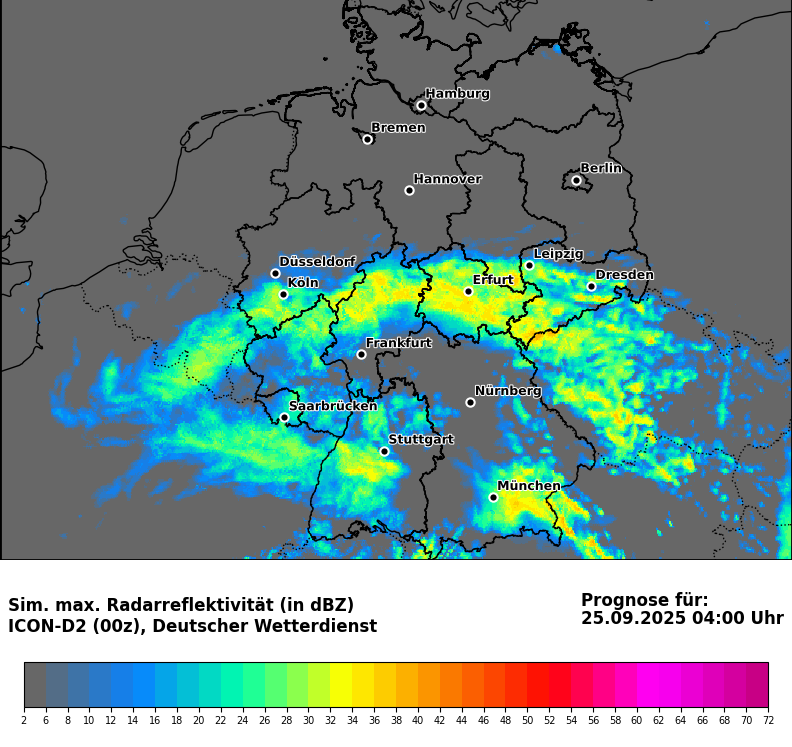 Hamburg
Bremen
Berlin
Hannover
Leipzig
Düsseldorf
Dresden
Köln
Erfurt
Frankfurt
Nürnberg
Saarbrücken
Stuttgart
München
Sim. max. Radarreflektivität (in dBZ)
ICON-D2 (00z), Deutscher Wetterdienst
Prognose für:
25.09.2025 04:00 Uhr
2 6 8 10 12 14 16 18 20 22 24 26 28 30 32 34 36 38 40 42 44 46 48 50 52 54 56 58 60 62 64 66 68 70 72